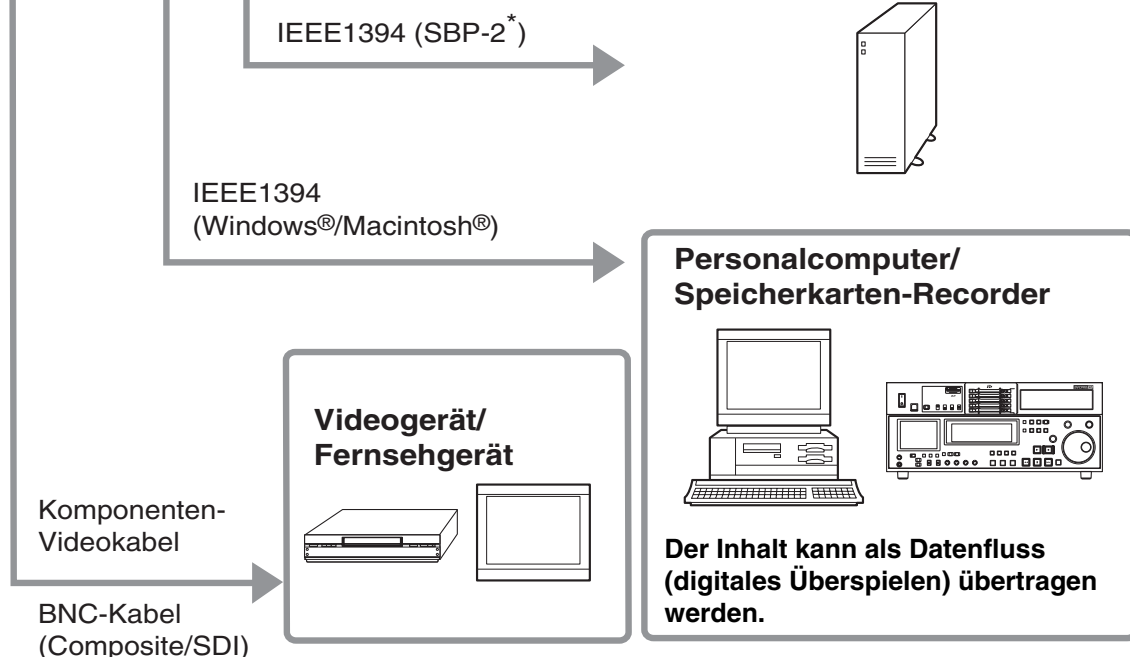 IEEE1394 (SBP-2*)
IEEE1394
(Windows®/Macintosh®)
Personalcomputer/
Speicherkarten-Recorder
Videogerät/
Fernsehgerät
Komponenten-
Videokabel
BNC-Kabel
(Composite/SDI)
Der Inhalt kann als Datenfluss
(digitales Überspielen) übertragen
werden.